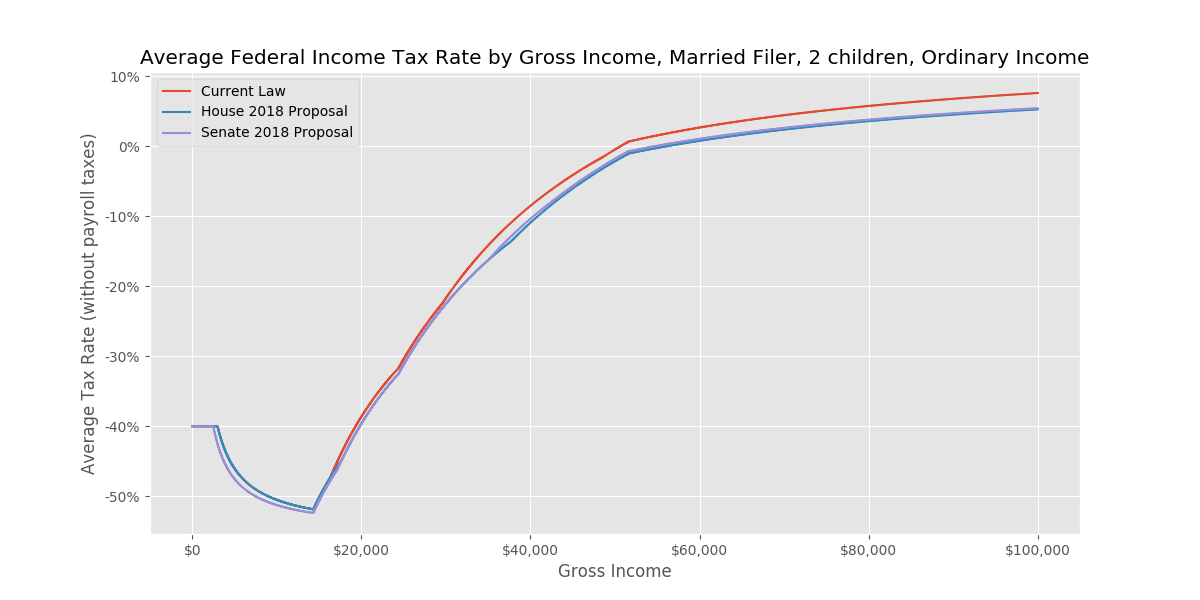 Average Federal Income Tax Rate by Gross Income, Married Filer, 2 children, Ordinary Income
Current Law
House 2018 Proposal
Senate 2018 Proposal
Average Tax Rate (without payroll taxes)
10%
0%
-10%
-20%
-30%
-40%
-50%
$0
$20,000
$40,000
$60,000
$80,000
$100,000
Gross Income